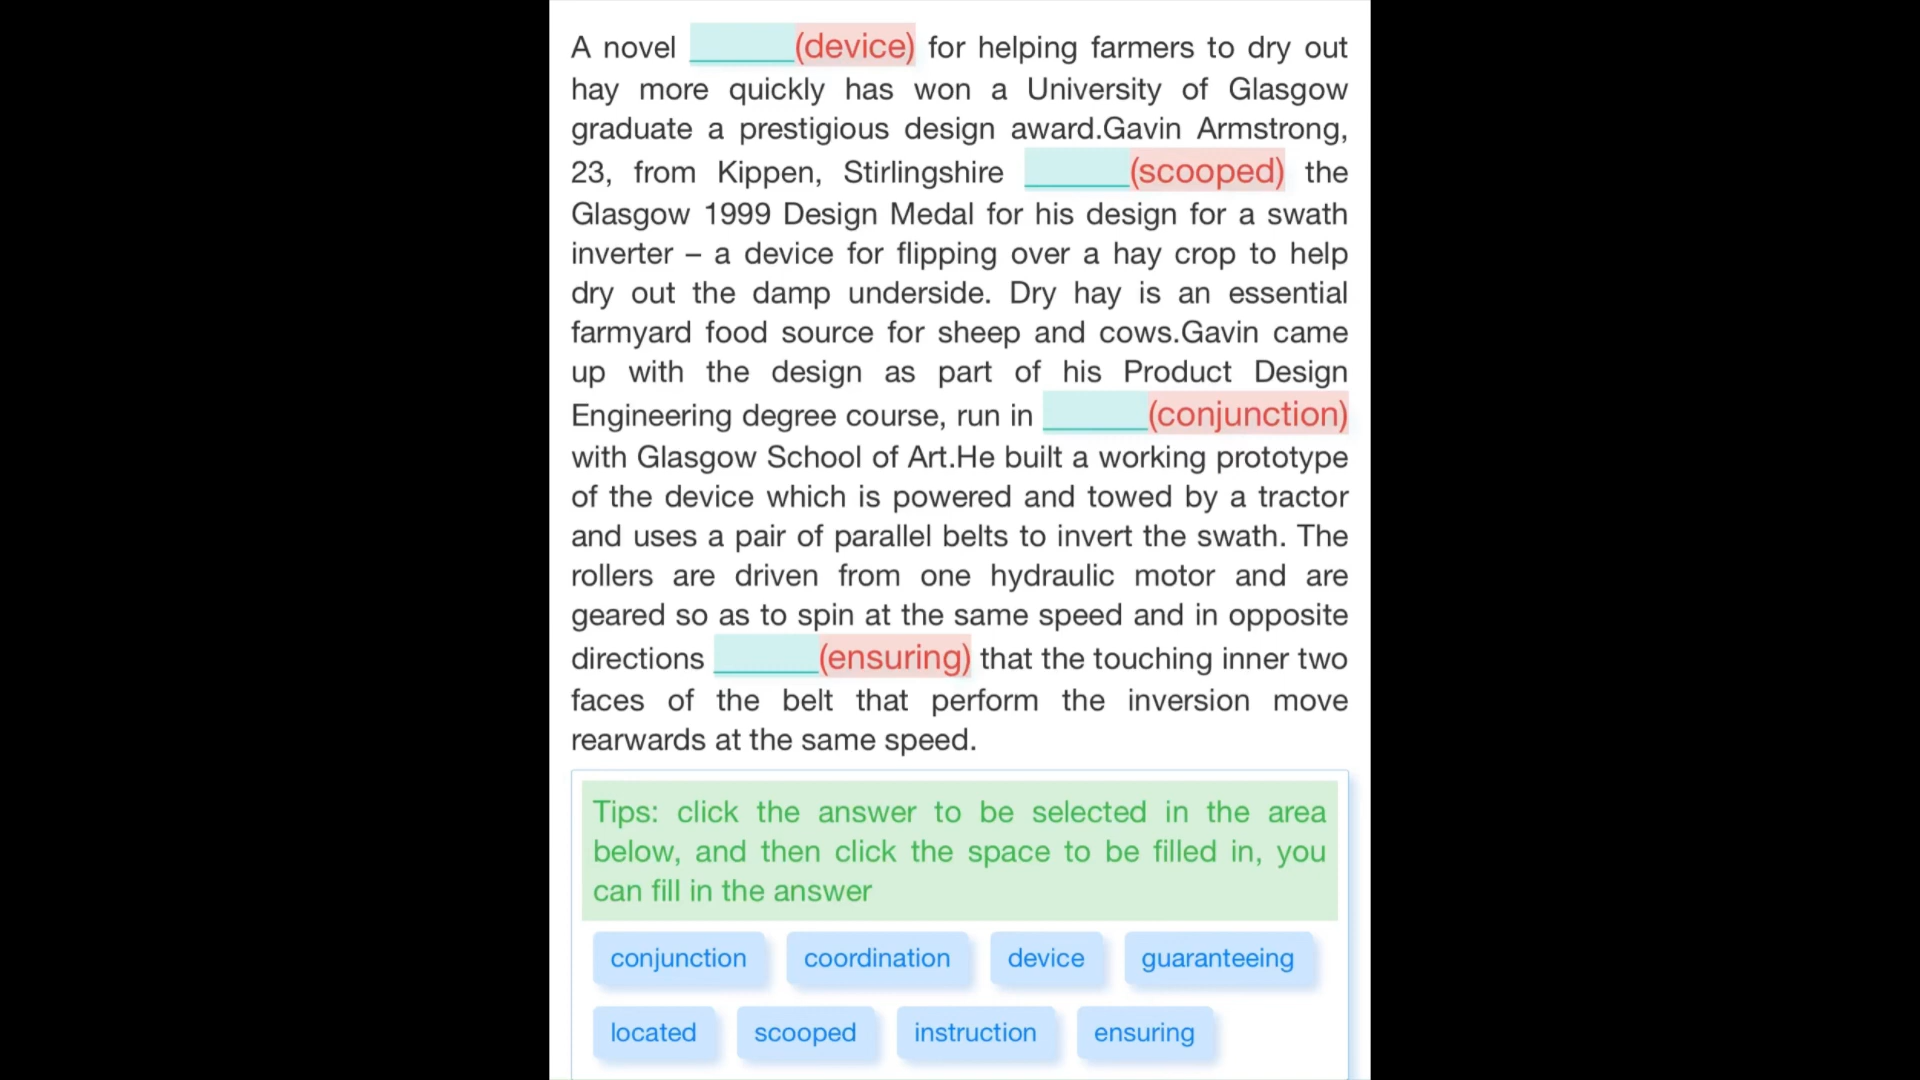 A novel ______(device) for helping farmers to dry out
hay more quickly has won a University of Glasgow
graduate a prestigious design award.Gavin Armstrong,
23, from Kippen, Stirlingshire ______(scooped) the
Glasgow 1999 Design Medal for his design for a swath
inverter – a device for flipping over a hay crop to help
dry out the damp underside. Dry hay is an essential
farmyard food source for sheep and cows.Gavin came
up with the design as part of his Product Design
Engineering degree course, run in ______(conjunction)
with Glasgow School of Art.He built a working prototype
of the device which is powered and towed by a tractor
and uses a pair of parallel belts to invert the swath. The
rollers are driven from one hydraulic motor and are
geared so as to spin at the same speed and in opposite
directions ______(ensuring) that the touching inner two
faces of the belt that perform the inversion move
rearwards at the same speed.
Tips: click the answer to be selected in the area
below, and then click the space to be filled in, you
can fill in the answer
conjunction coordination device guaranteeing
located scooped instruction ensuring